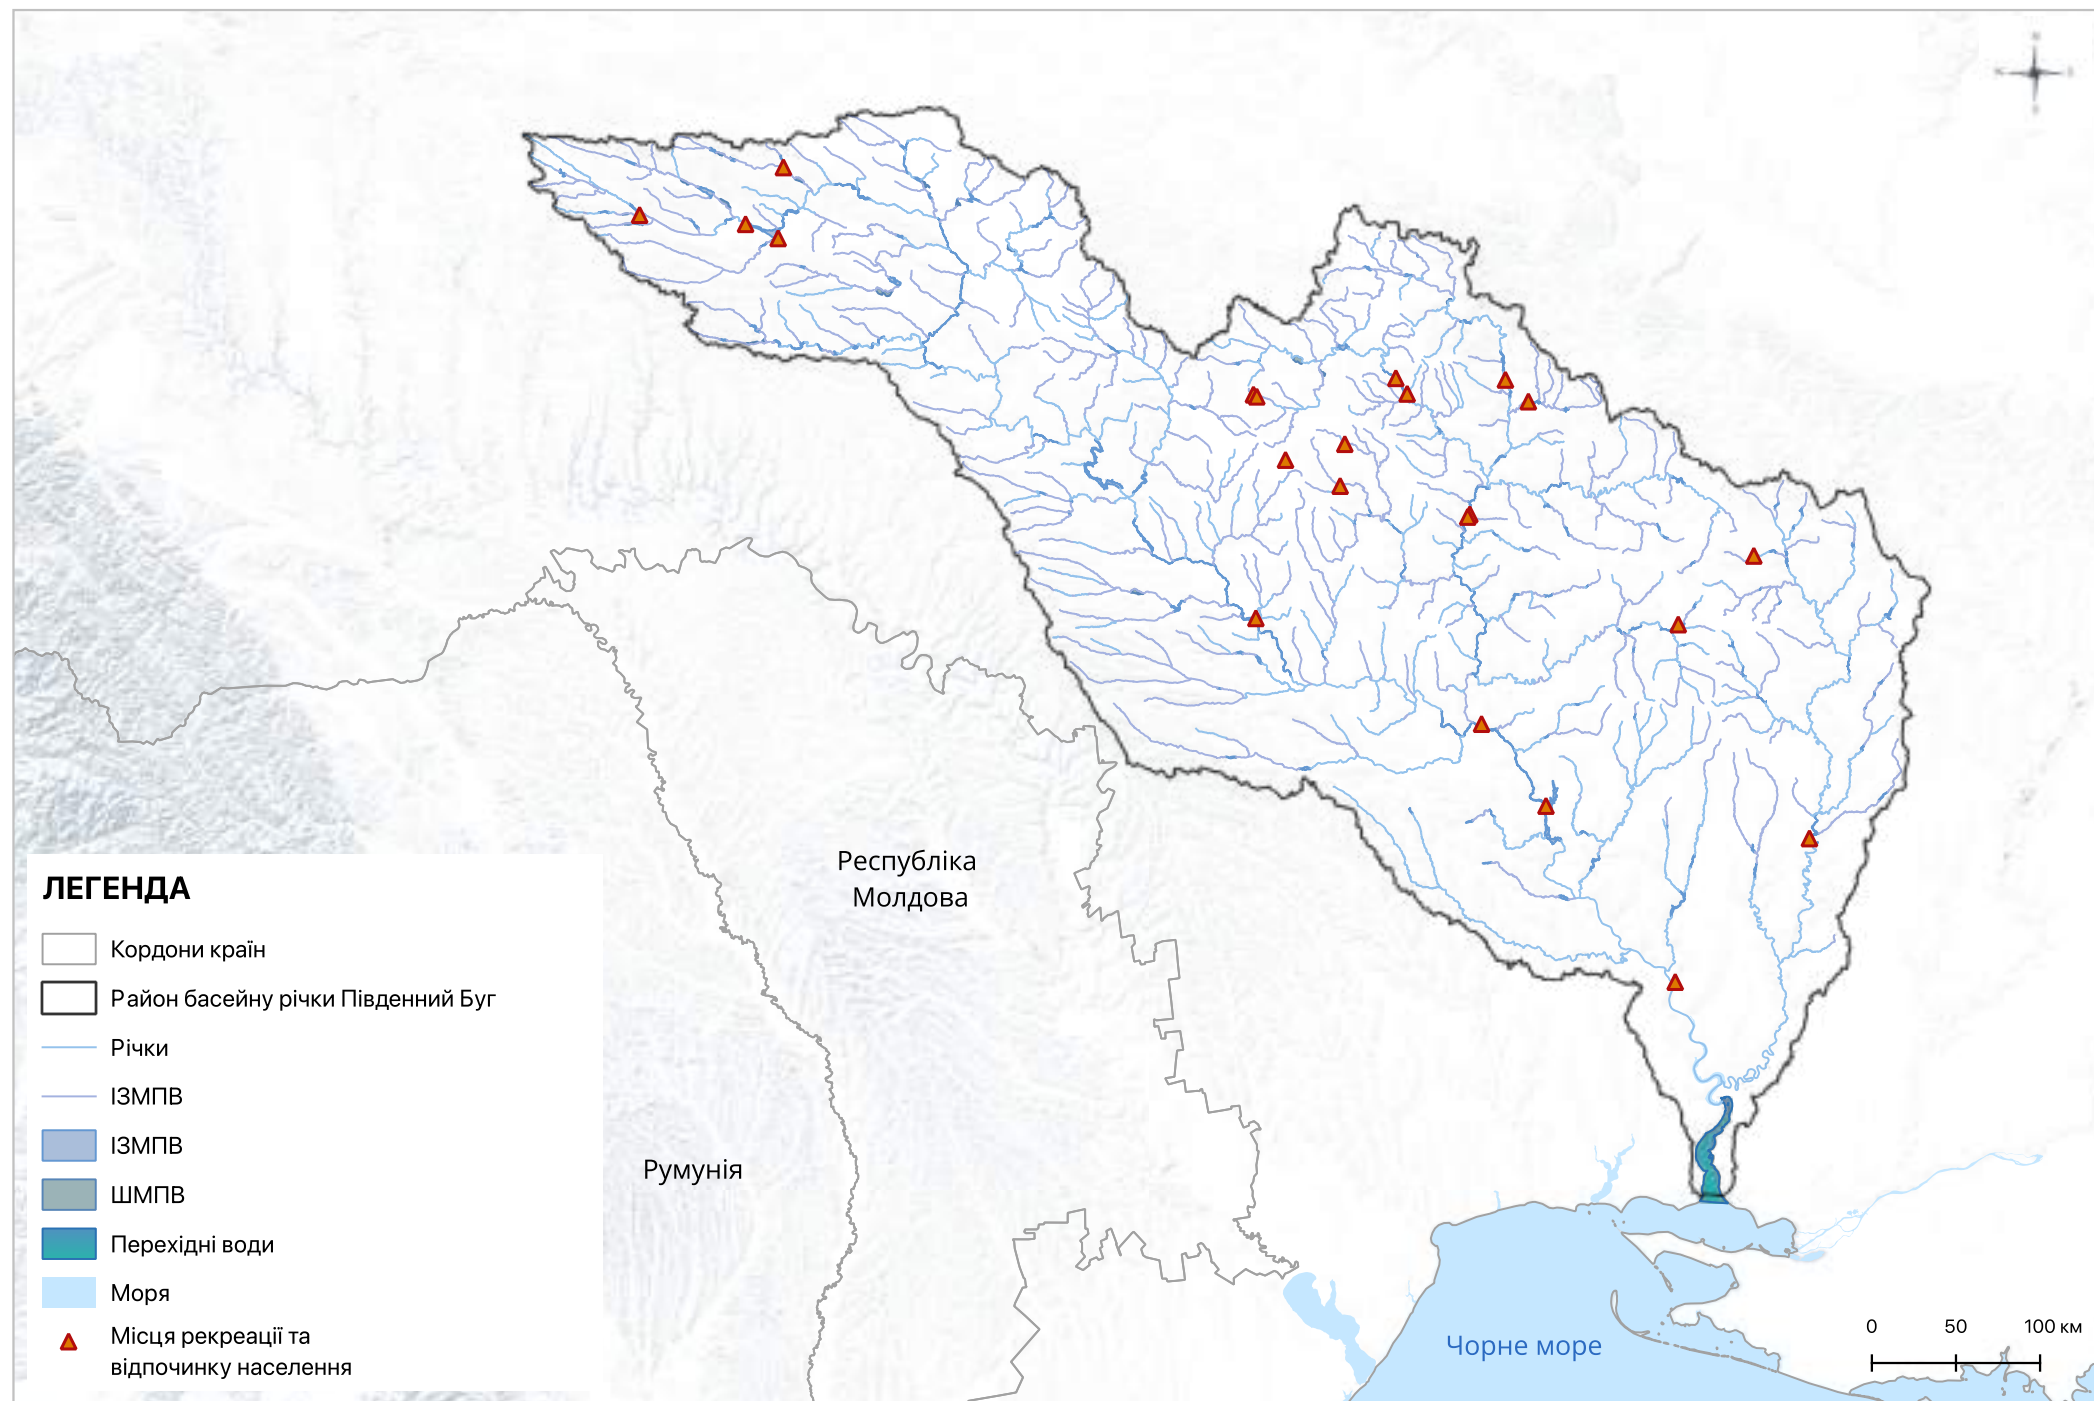 Республіка
Молдова
ЛЕГЕНДА
Кордони країн
Район басейну річки Південний Буг
Річки
ІЗМПВ
ІЗМПВ
ШМПВ
Перехідні води
Моря
Місця рекреації та
відпочинку населення
Румунія
Чорне море
0 50 100 км